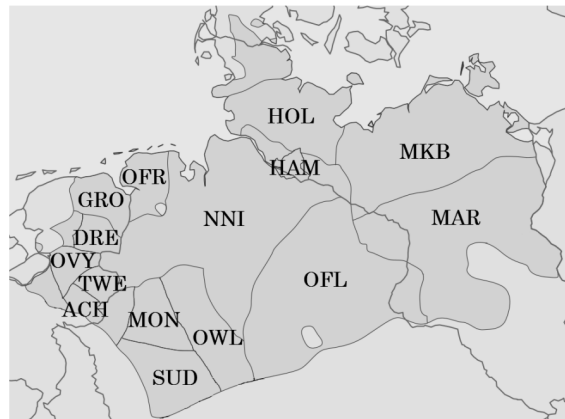 HOL
MKB
HAM
OFR
GRO
NNI
MAR
DRE
OVY
TWE
OFL
ACH
MON
OWL
SUD